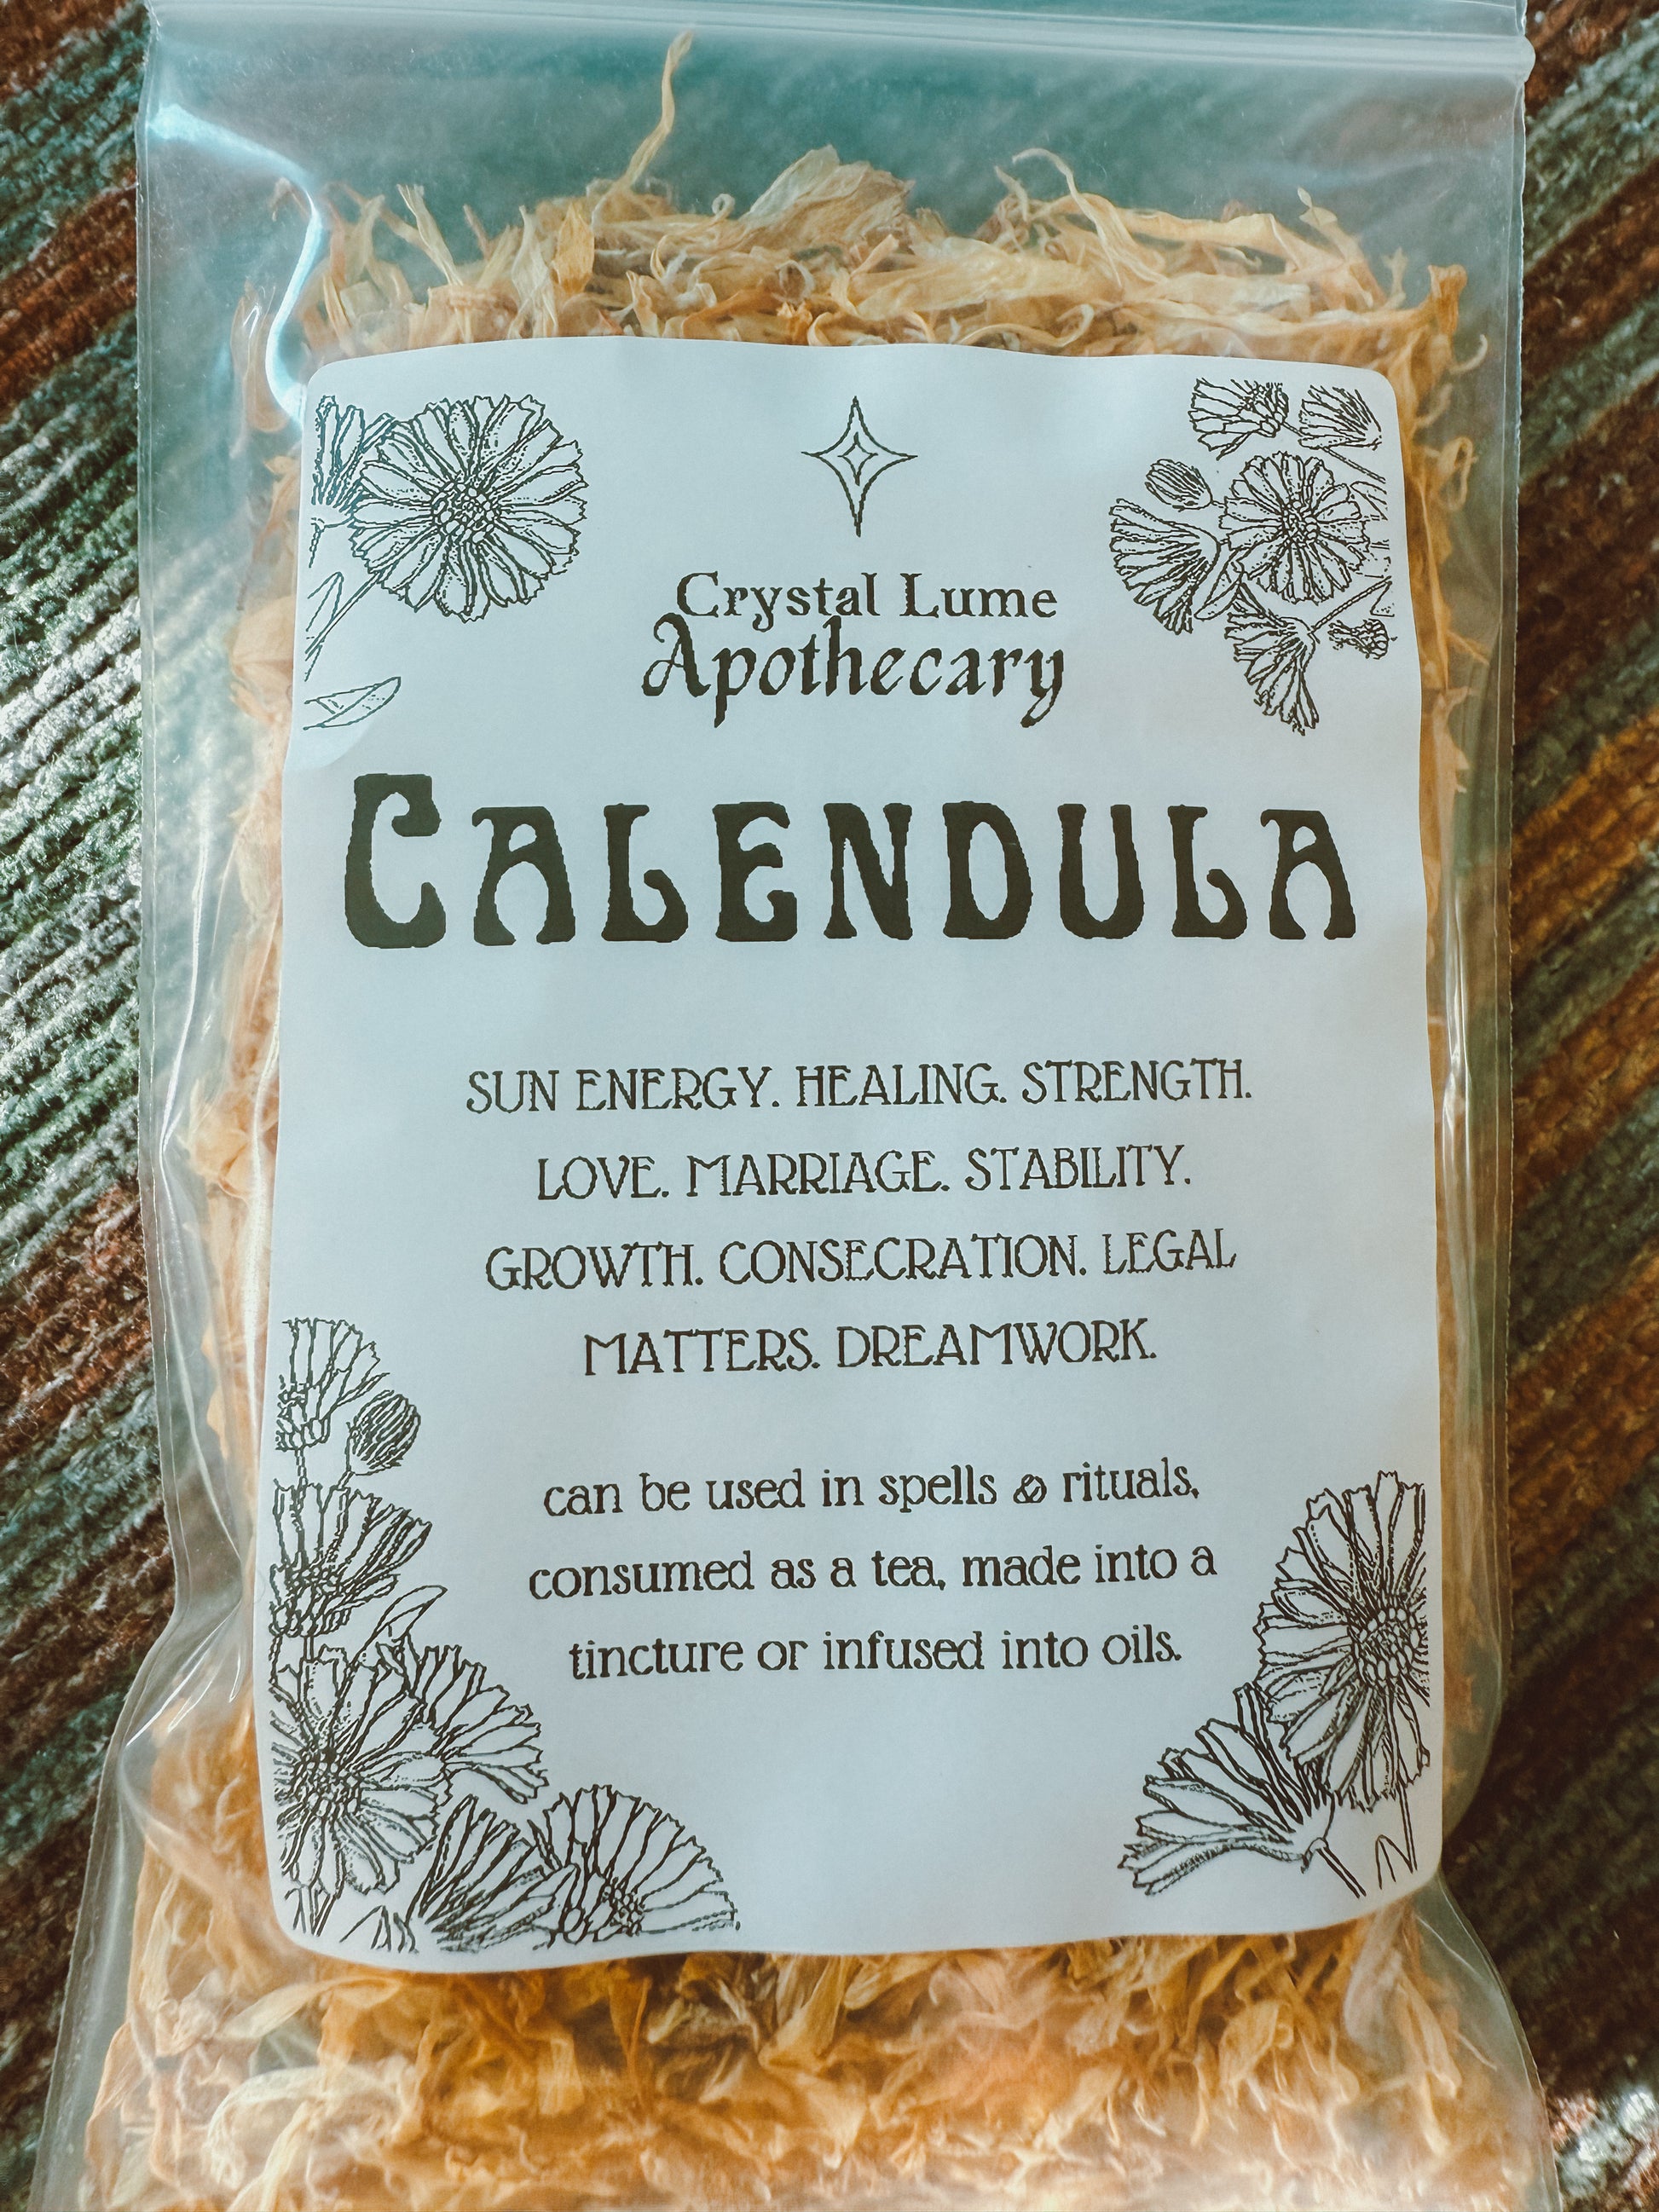 Crystal Lume
Apothecary
CALENDULA
SUN ENERGY. HEALING. STRENGTH.
LOVE. MARRIAGE. STABILITY.
GROWTH. CONSECRATION. LEGAL
MATTERS. DREAMWORK.
can be used in spells & rituals,
consumed as a tea, made into a
tincture or infused into oils.